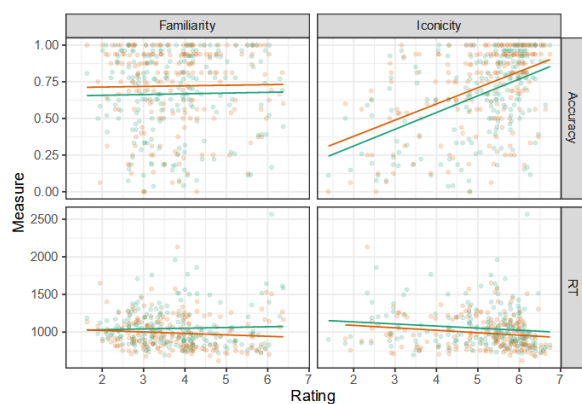 Familiarity
Iconicity
1.00
0.75
0.50
0.25
0.00
Accuracy
Measure
2500
2000
1500
1000
RT
2 3 4 5 6 7
2 3 4 5 6 7
Rating